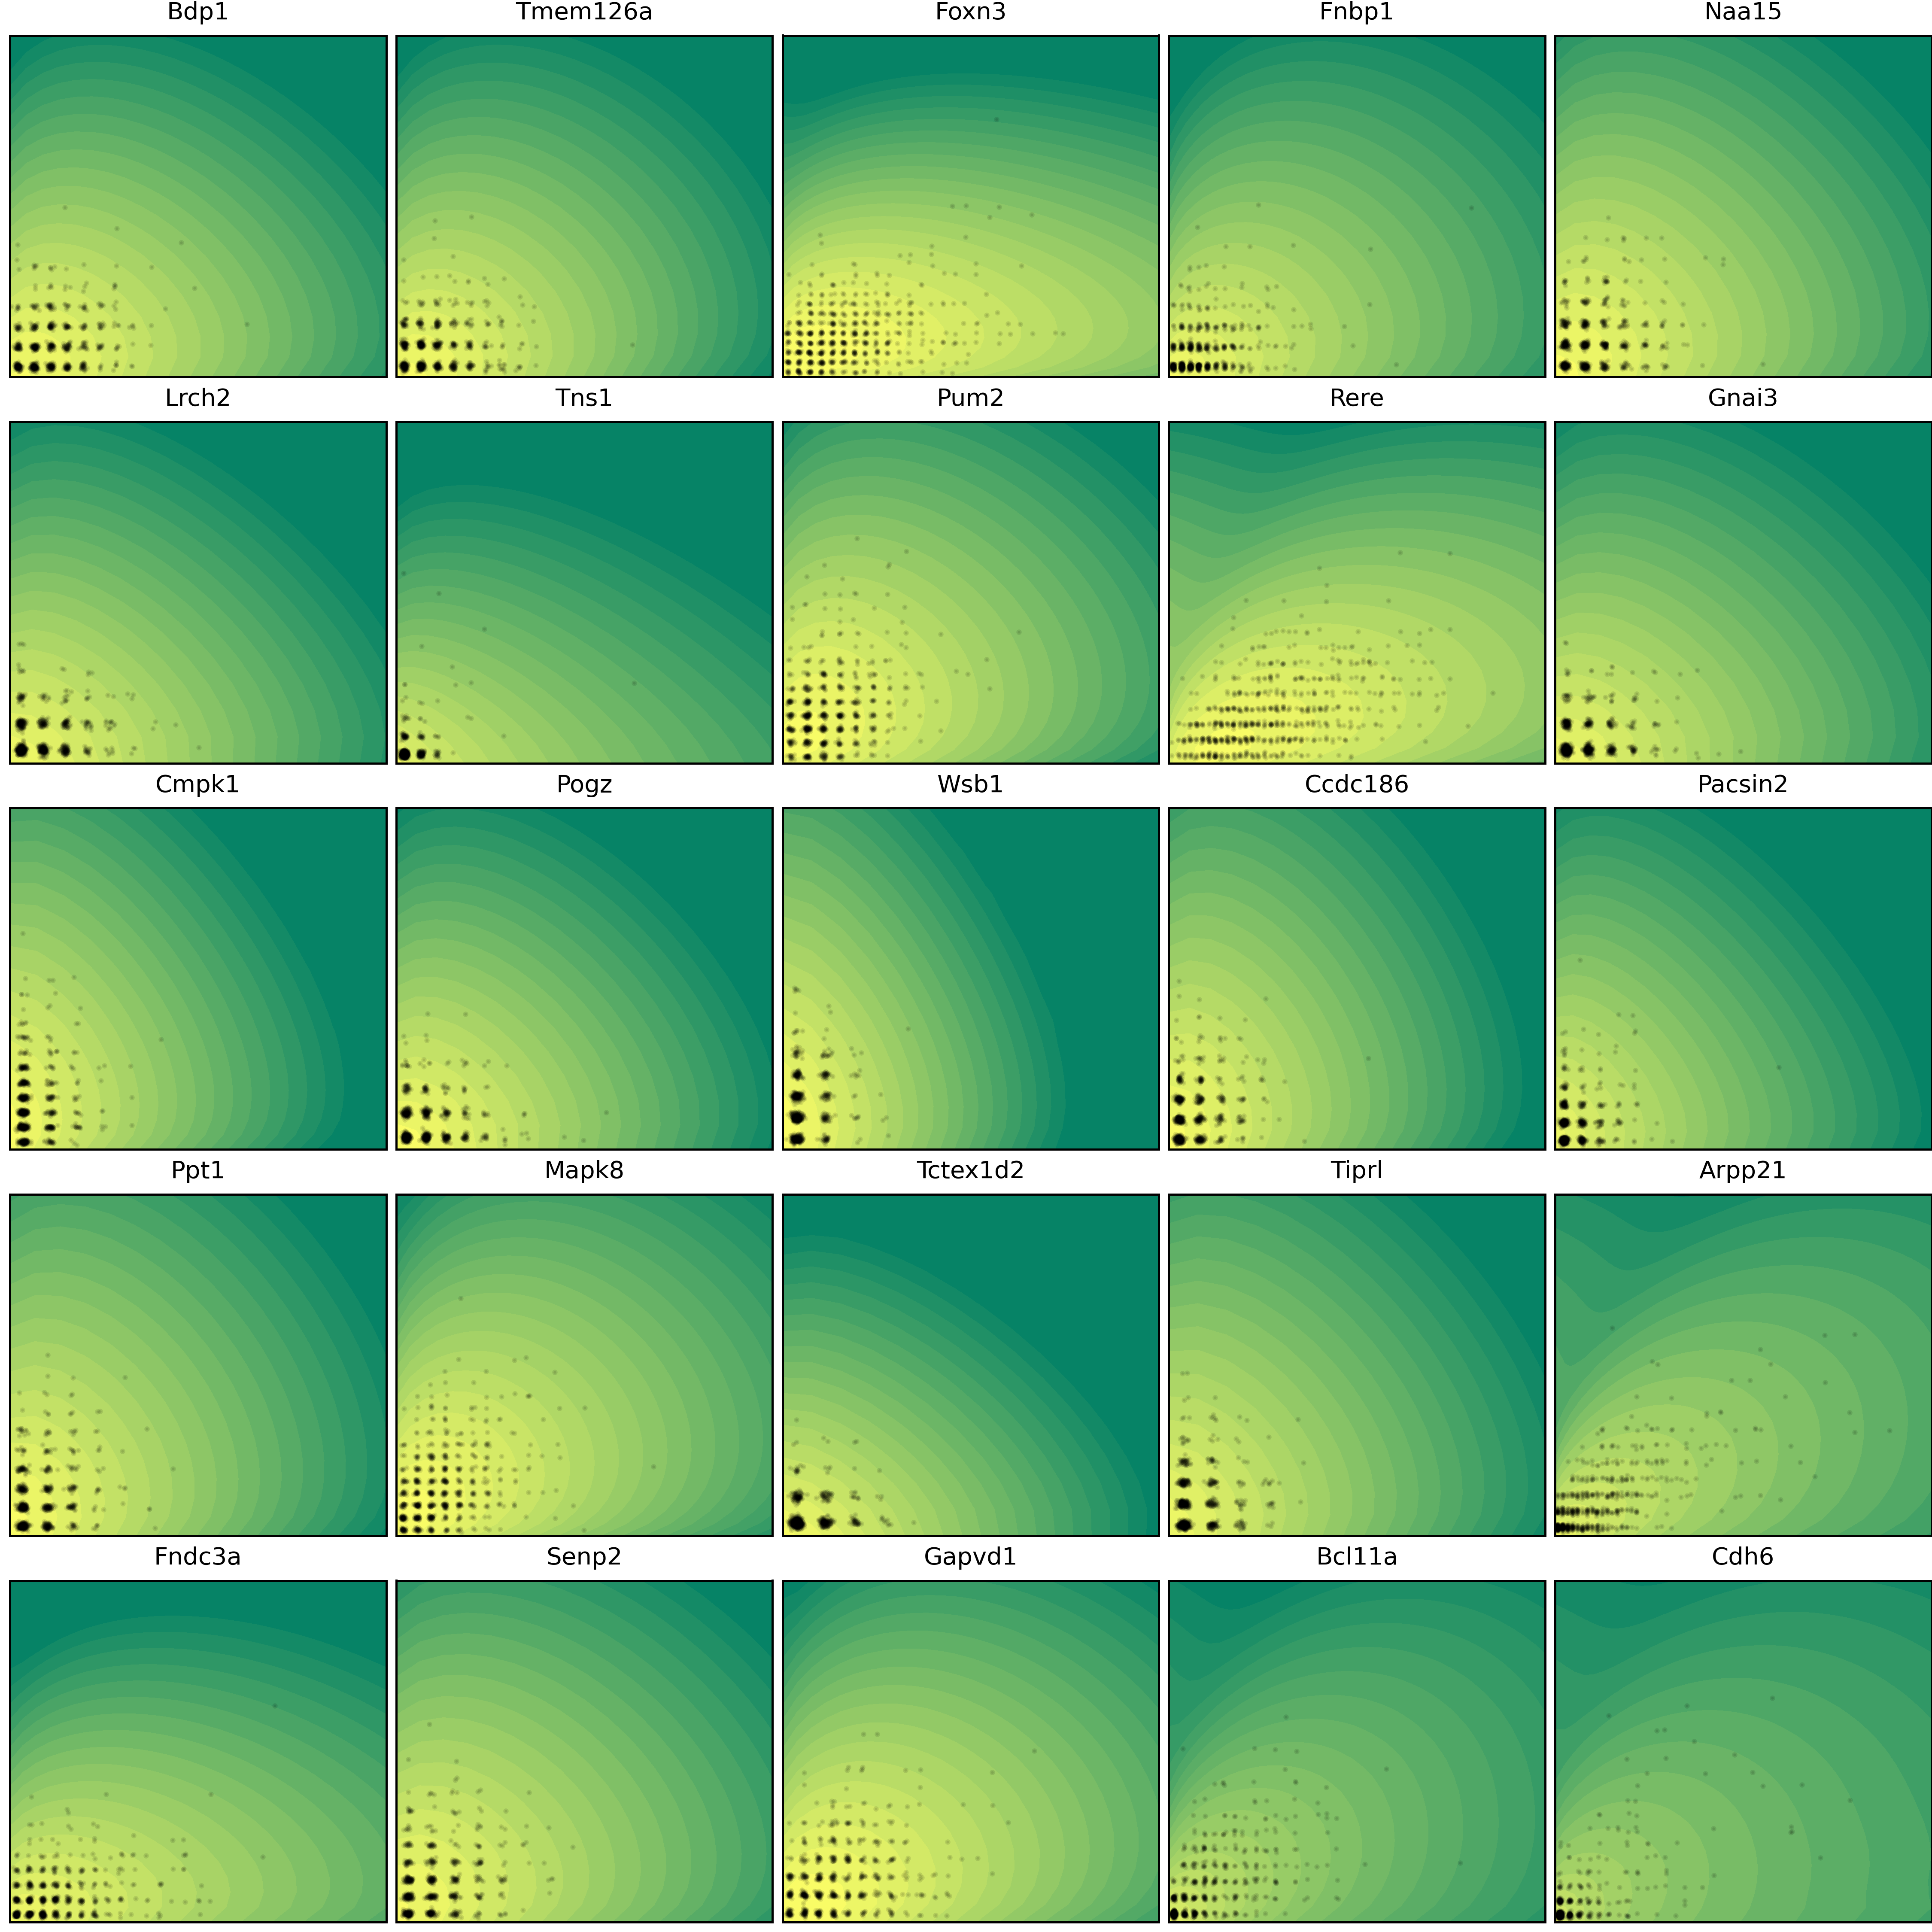 Bdp1 Tmem126a Foxn3 Fnbp1 Naa15
Lrch2 Tns1 Pum2 Rere Gnai3
Cmpk1 Pogz Wsb1 Ccdc186 Pacsin2
Ppt1 Mapk8 Tctex1d2 Tiprl Arpp21
Fndc3a Senp2 Gapvd1 Bcl11a Cdh6